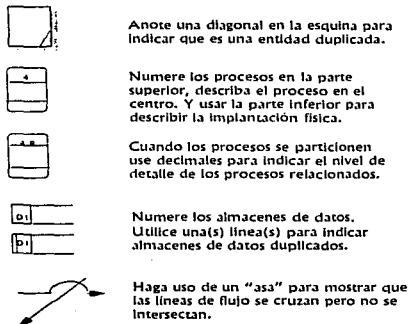 Anote una diagonal en la esquina para
indicar que es una entidad duplicada.
4
Numere los procesos en la parte
superior, describa el proceso en el
centro. Y usar la parte inferior para
describir la implantación física.
Cuando los procesos se particionen
use decimales para indicar el nivel de
detalle de los procesos relacionados.
D1
D1
Numere los almacenes de datos.
Utilice una(s) línea(s) para indicar
almacenes de datos duplicados.
Haga uso de un "asa" para mostrar que
las líneas de flujo se cruzan pero no se
intersectan.